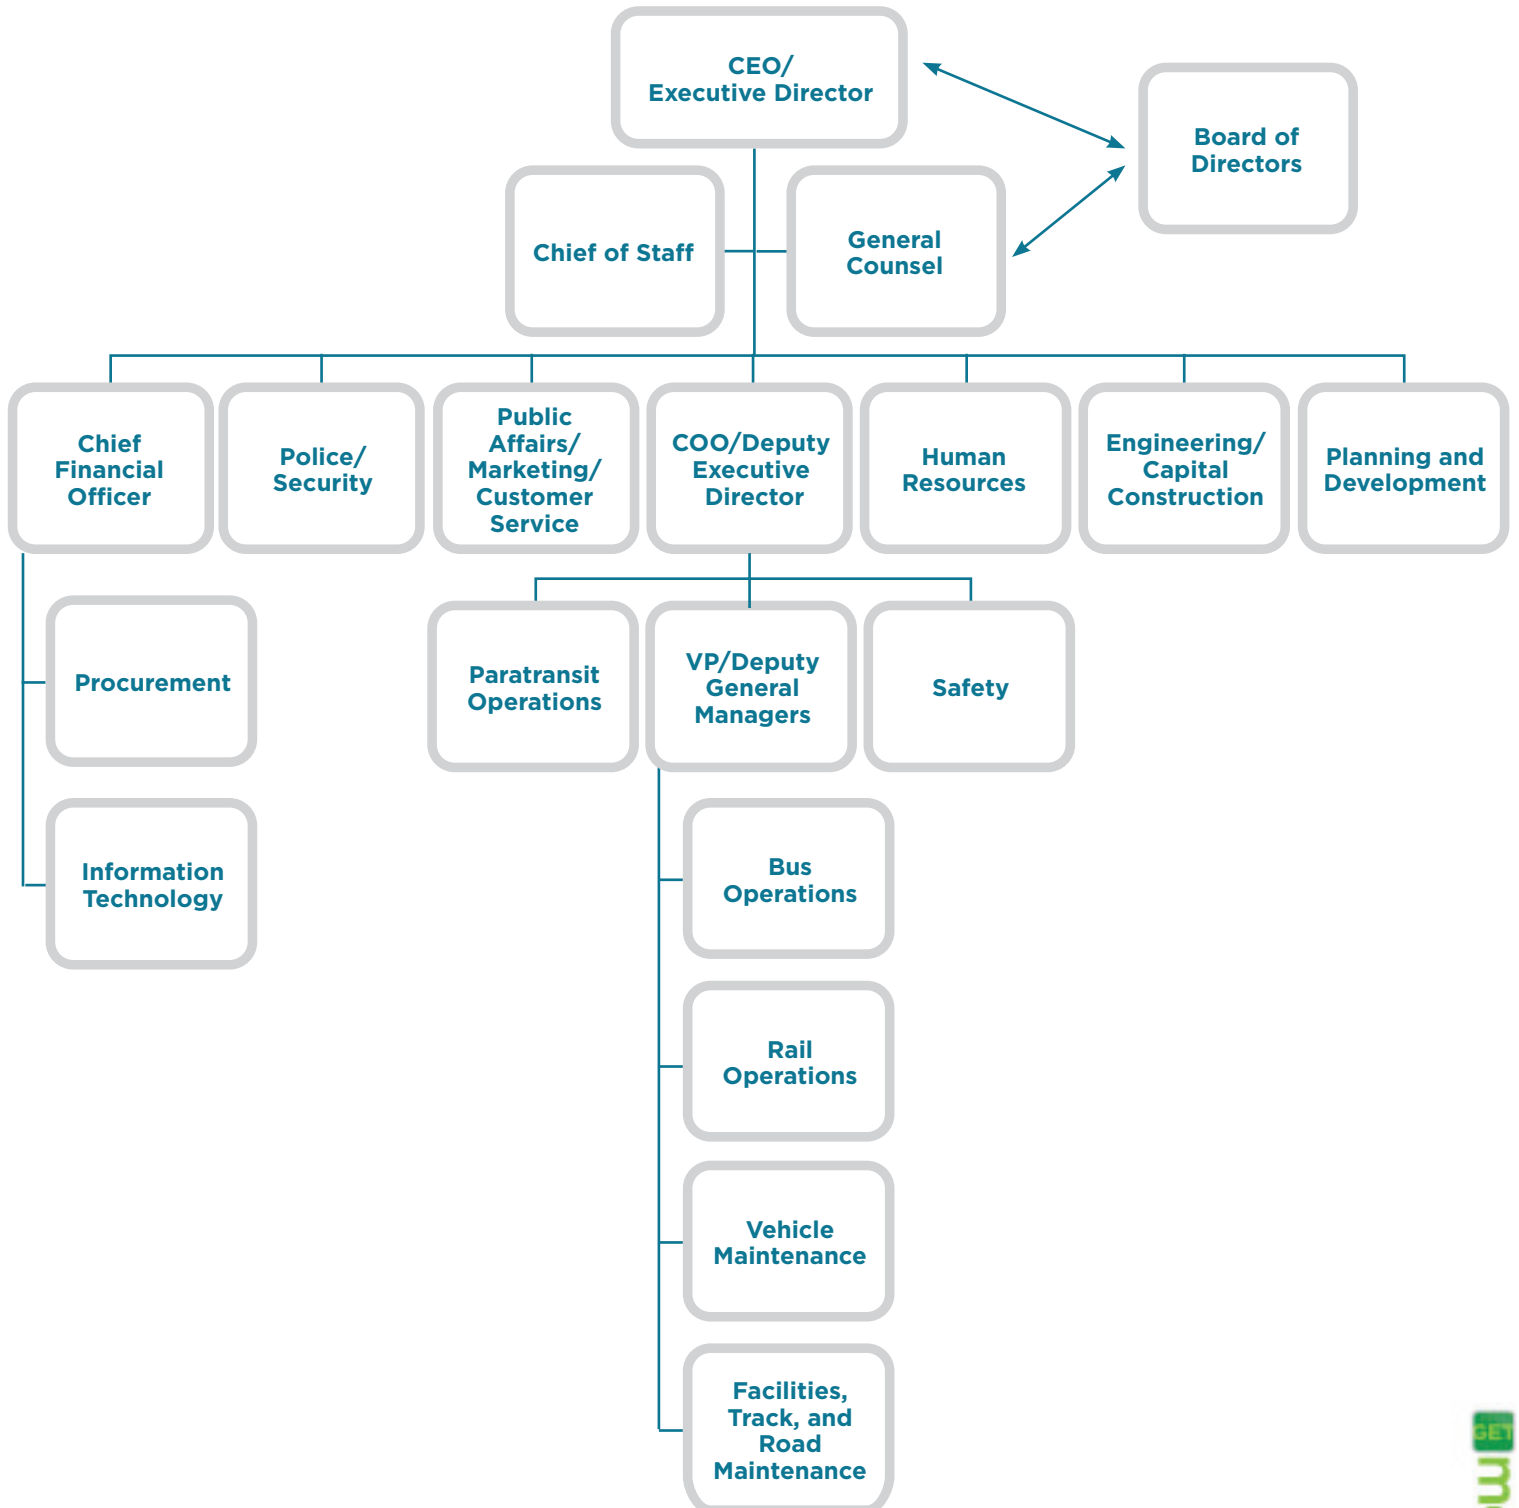 CEO/
Executive Director
Board of
Directors
Chief of Staff
General
Counsel
Chief
Financial
Officer
Police/
Security
Public
Affairs/
Marketing/
Customer
Service
COO/Deputy
Executive
Director
Human
Resources
Engineering/
Capital
Construction
Planning and
Development
Procurement
Information
Technology
Paratransit
Operations
VP/Deputy
General
Managers
Safety
Bus
Operations
Rail
Operations
Vehicle
Maintenance
Facilities,
Track, and
Road
Maintenance
GET